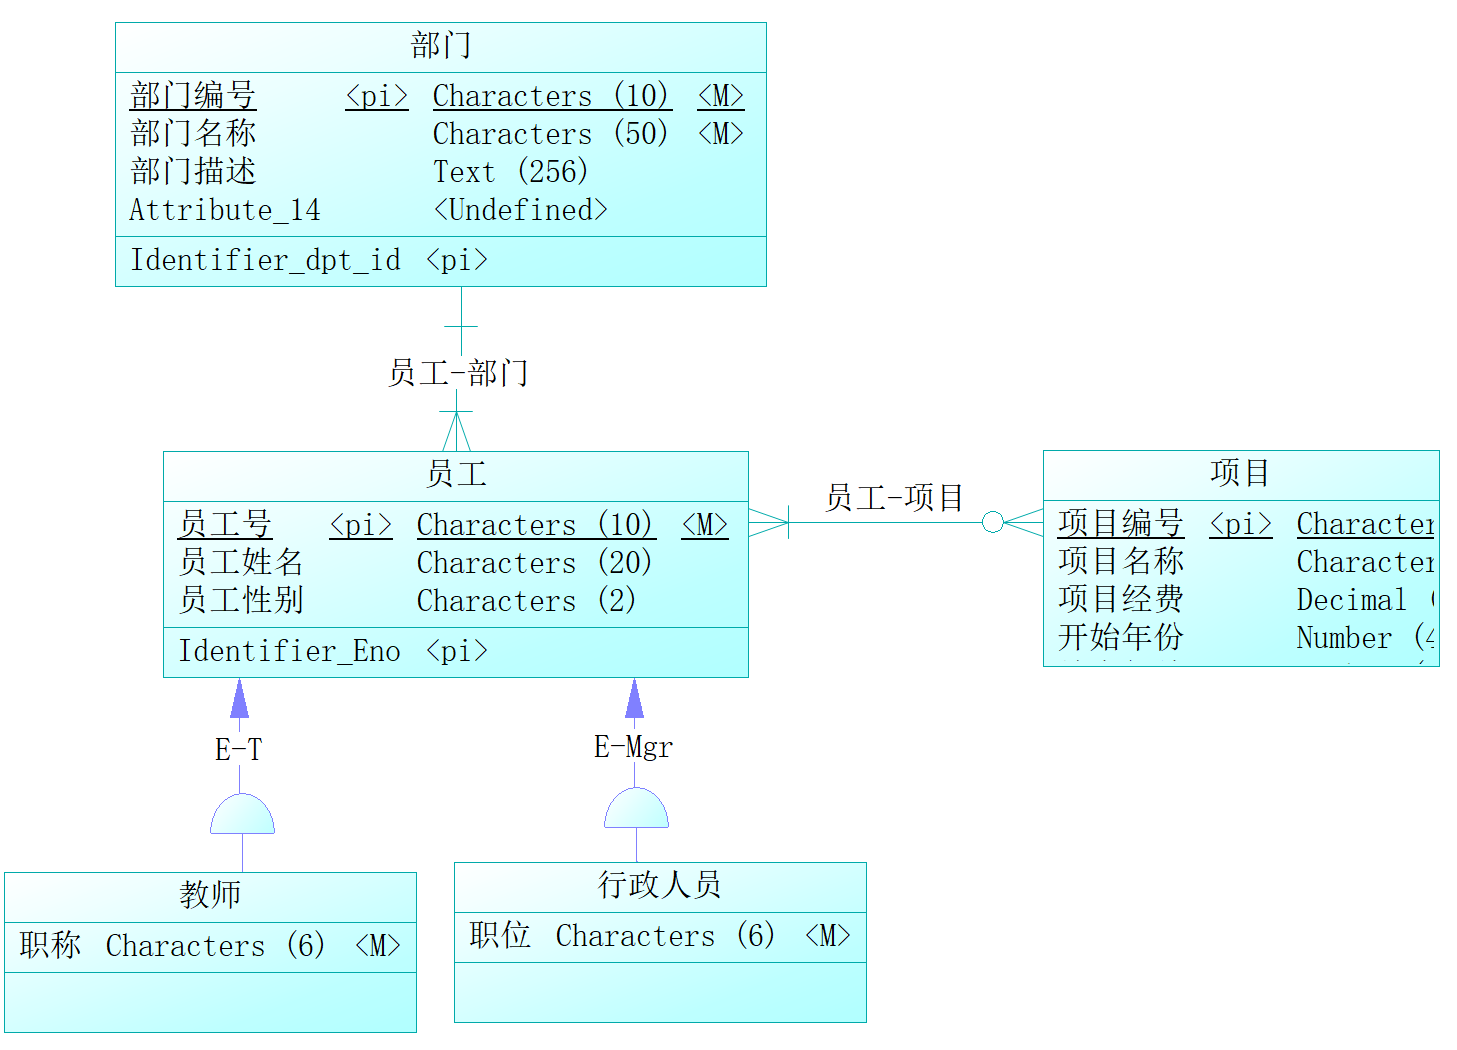 部门
部门编号 <pi> Characters (10) <M>
部门名称 Characters (50) <M>
部门描述 Text (256)
Attribute_14 <Undefined>
Identifier_dpt_id <pi>
员工-部门
员工
员工号 <pi> Characters (10) <M>
员工姓名 Characters (20)
员工性别 Characters (2)
Identifier_Eno <pi>
员工-项目
项目
项目编号 <pi> Character
项目名称 Character
项目经费 Decimal (
开始年份 Number (4
E-T
E-Mgr
教师
职称 Characters (6) <M>
行政人员
职位 Characters (6) <M>